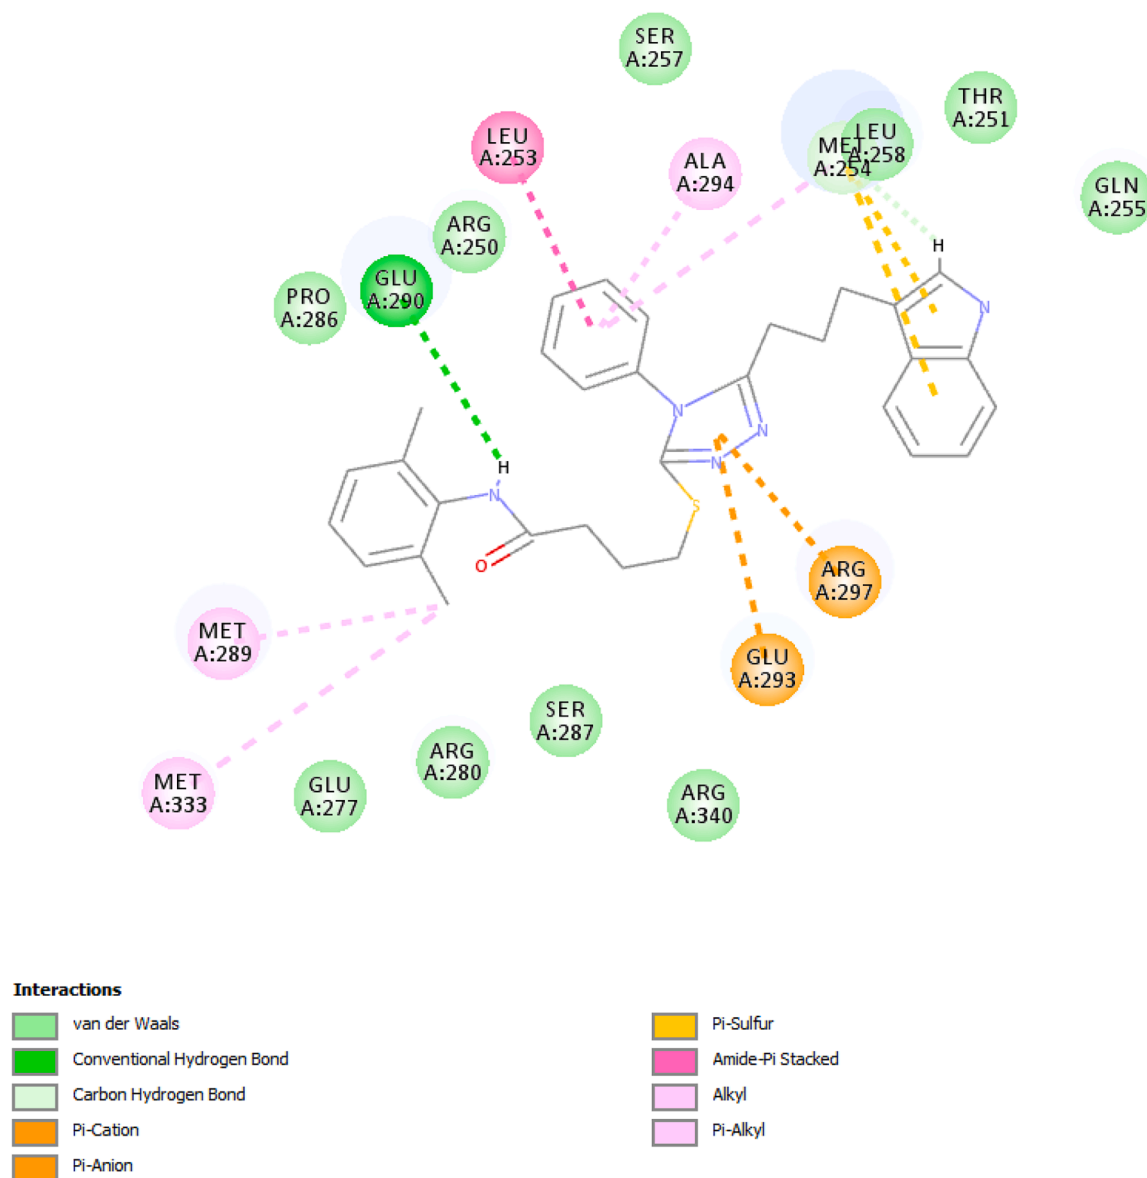 SER
A:257
THR
A:251
LEU
A:253
LEU
A:258
MET
A:254
ALA
A:294
GLN
A:255
ARG
A:250
GLU
A:290
PRO
A:286
H
N
N
N
N
H
N
S
O
ARG
A:297
MET
A:289
GLU
A:293
SER
A:287
ARG
A:280
MET
A:333
GLU
A:277
ARG
A:340
Interactions
van der Waals
Conventional Hydrogen Bond
Carbon Hydrogen Bond
Pi-Cation
Pi-Anion
Pi-Sulfur
Amide-Pi Stacked
Alkyl
Pi-Alkyl